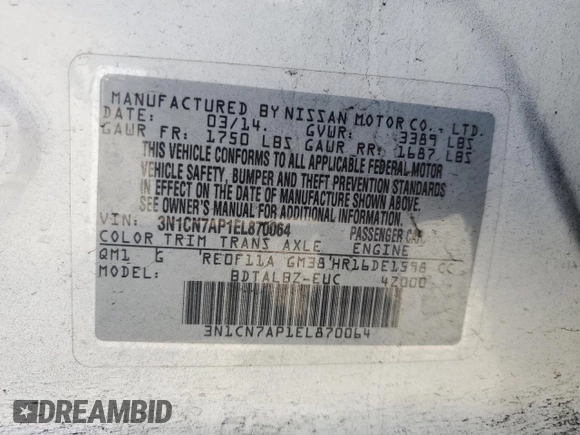 MANUFACTURED BY NISSAN MOTOR CO., LTD.
DATE: 03/14. GVWR: 3389 LBS
GAWR FR: 1750 LBS GAWR RR: 1687 LBS
THIS VEHICLE CONFORMS TO ALL APPLICABLE FEDERAL MOTOR
VEHICLE SAFETY, BUMPER AND THEFT PREVENTION STANDARDS
IN EFFECT ON THE DATE OF MANUFACTURE SHOWN ABOVE.
SEE OWNER'S MANUAL FOR ADDITIONAL INFORMATION.
VIN: 3N1CN7AP1EL870064 PASSENGER CAR
COLOR TRIM TRANS AXLE ENGINE
QM1 G RE0F11A GM38 HR16DE1598 CC
MODEL: BDTALBZ-EUC 4Z000
3N1CN7AP1EL870064
DREAMBID